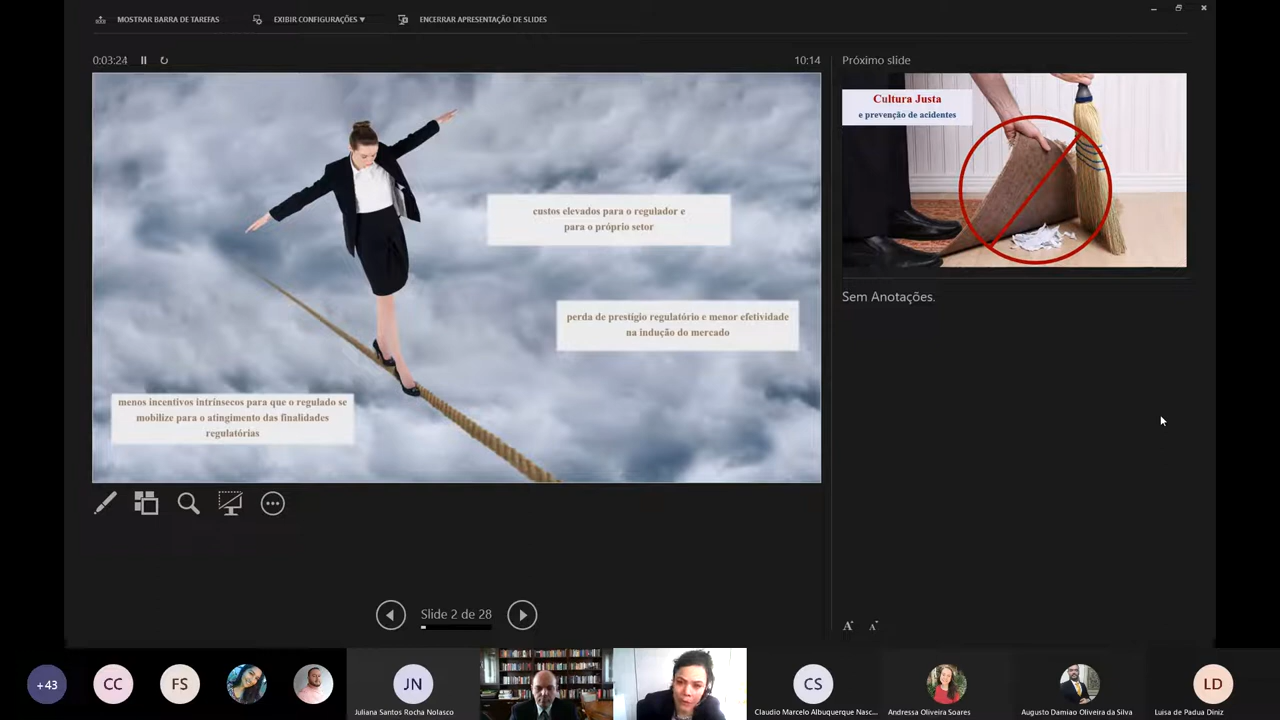 MOSTRAR BARRA DE TAREFAS
EXIBIR CONFIGURAÇÕES ▼
ENCERRAR APRESENTAÇÃO DE SLIDES
0:03:24
10:14
custos elevados para o regulador e
para o próprio setor
perda de prestígio regulatório e menor efetividade
na indução do mercado
menos incentivos intrínsecos para que o regulado se
mobilize para o atingimento das finalidades
regulatórias
Próximo slide
Cultura Justa
e prevenção de acidentes
Sem Anotações.
Slide 2 de 28
A A
+43
CC
FS
JN
Juliana Santos Rocha Nolasco
CS
Claudio Marcelo Albuquerque Nasc...
Andressa Oliveira Soares
Augusto Damiao Oliveira da Silva
LD
Luisa de Padua Diniz